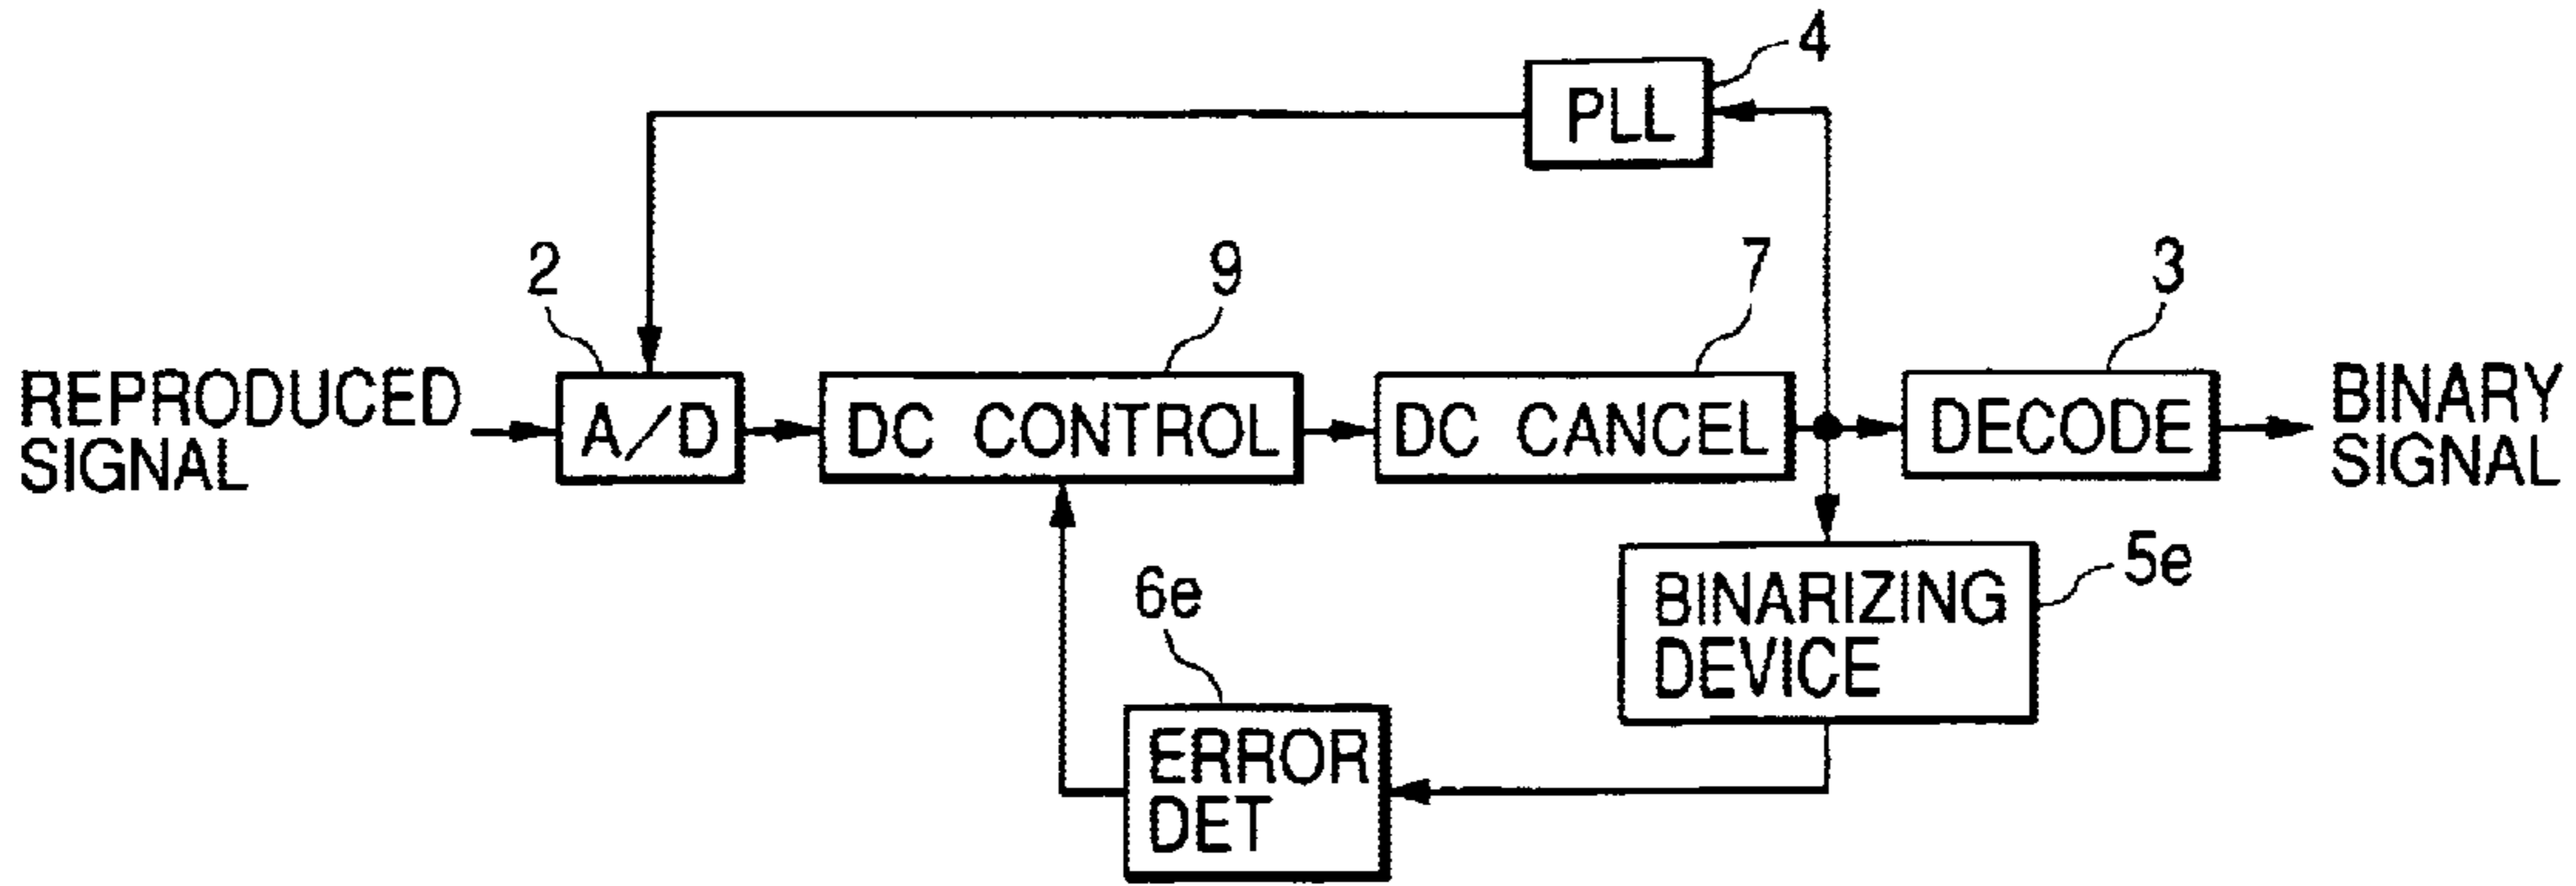 4
PLL
2
9
7
3
REPRODUCED
SIGNAL
A/D
DC CONTROL
DC CANCEL
DECODE
BINARY
SIGNAL
5e
BINARIZING
DEVICE
6e
ERROR
DET